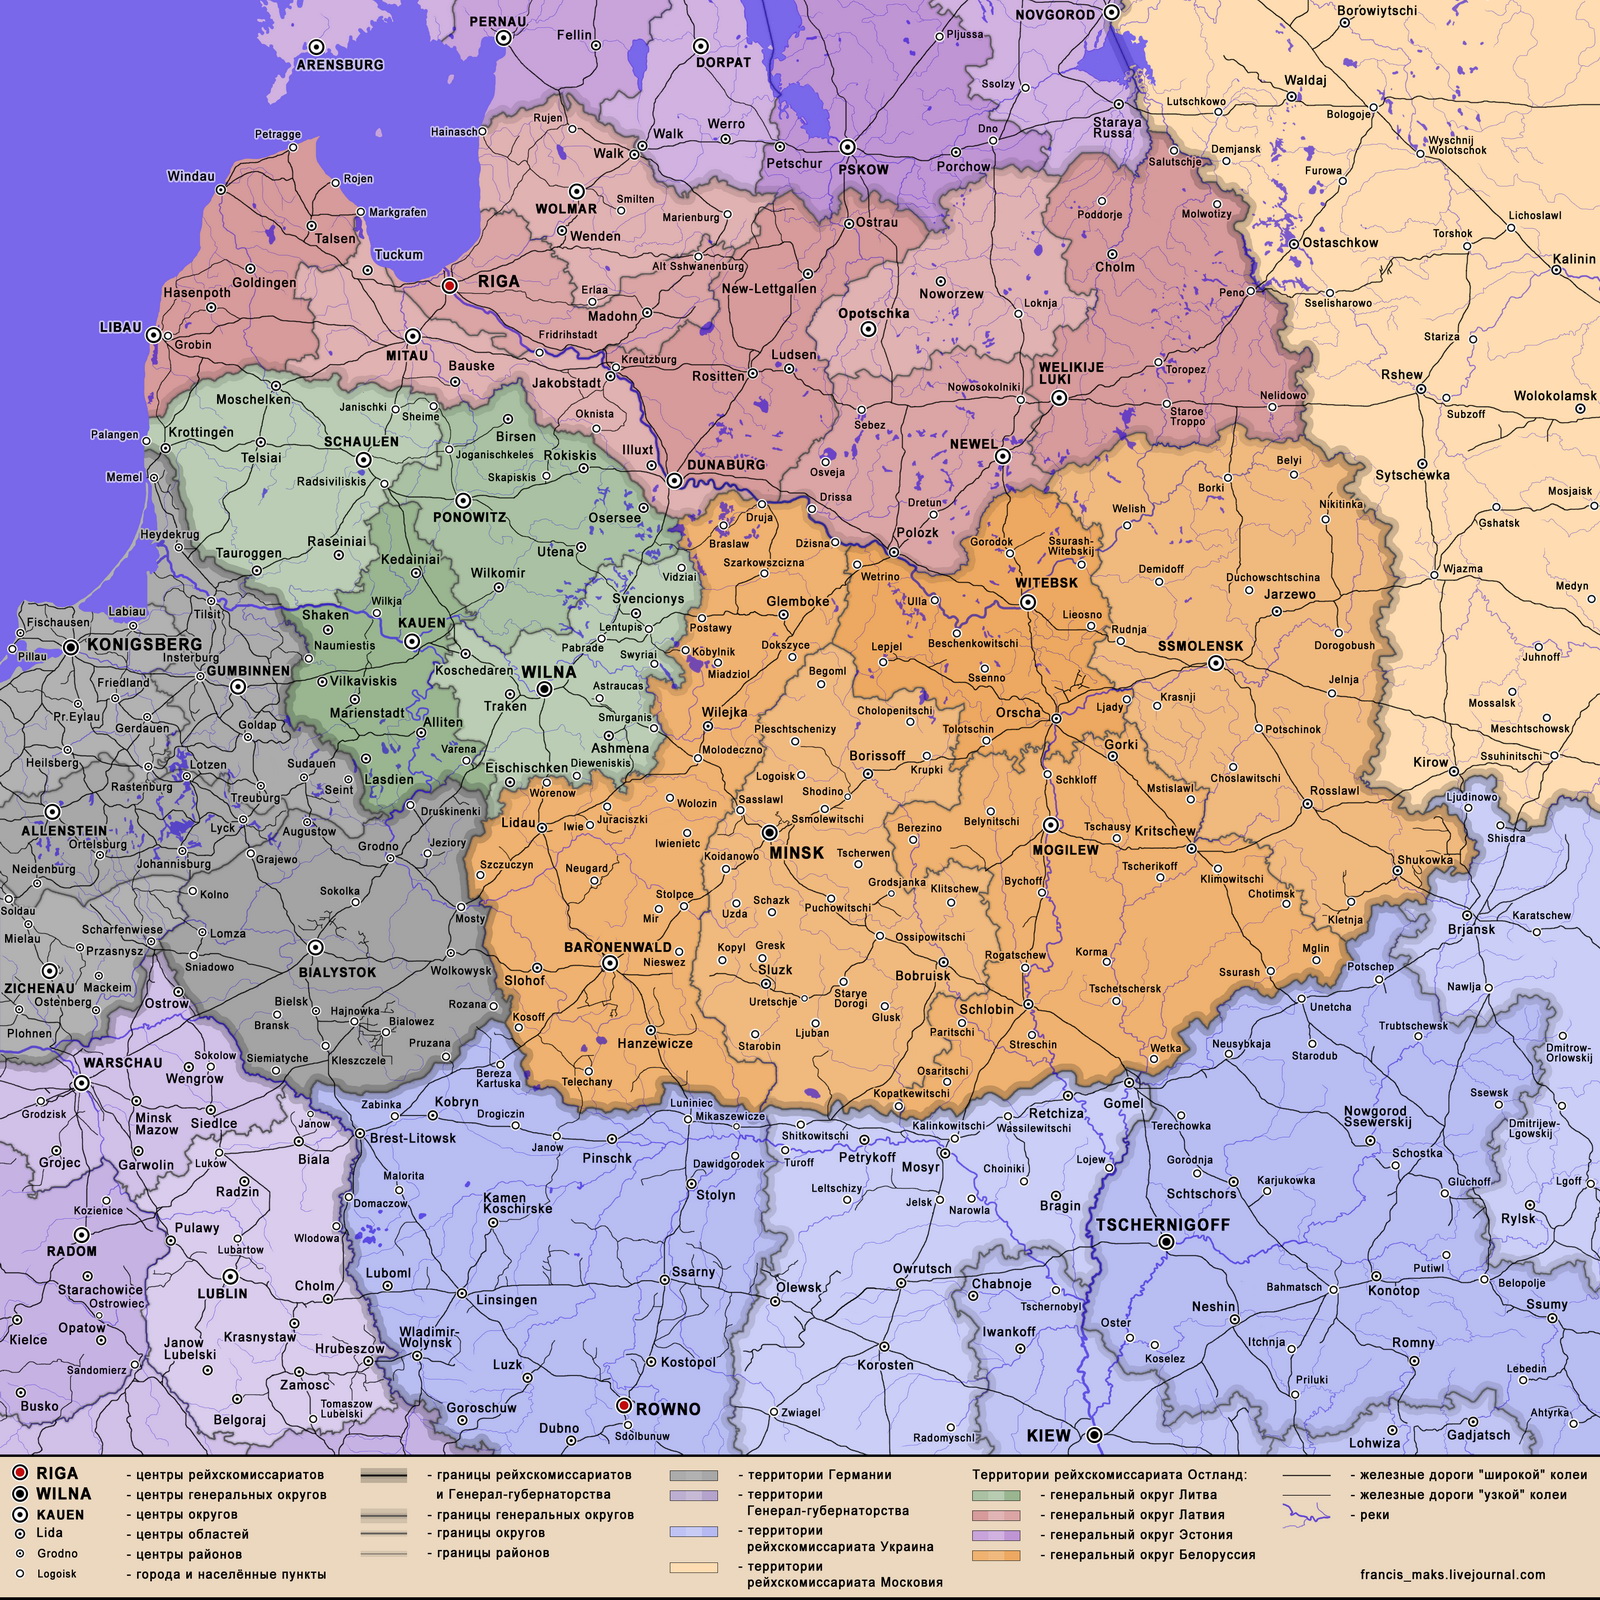 NOVGOROD
Borowiytschi
PERNAU
Fellin
Pljussa
ARENSBURG
DORPAT
Ssolzy
Waldaj
Lutschkowo
Bologoje
Petragge
Hainasch
Rujen
Walk
Werro
Dno
Staraya
Russa
Wyschnij
Wolotschok
Walk
Petschur
PSKOW
Porchow
Salutschje
Demjansk
Furowa
Windau
Rojen
WOLMAR
Smilten
Marienburg
Poddorje
Molwotizy
Markgrafen
Talsen
Wenden
Ostrau
Lichoslawl
Torshok
Ostaschkow
Tuckum
Alt Sshwanenburg
Cholm
Kalinin
Hasenpoth
Goldingen
RIGA
Erlaa
New-Lettgallen
Noworzew
Loknja
Peno
Sselisharowo
LIBAU
Grobin
MITAU
Fridrihstadt
Madohn
Opotschka
Stariza
Bauske
Kreutzburg
Jakobstadt
Rositten
Ludsen
Nowosokolniki
WELIKIJE
LUKI
Toropez
Rshew
Moschelken
Janischki
Sheime
Oknista
Sebez
Staroe
Troppo
Nelidowo
Subzoff
Wolokolamsk
Palangen
Krottingen
Telsiai
SCHAULEN
Birsen
Joganischkeles
Rokiskis
Illuxt
DUNABURG
Osveja
NEWEL
Belyi
Sytschewka
Memel
Radsiviliskis
Skapiskis
PONOWITZ
Osersee
Drissa
Dretun
Borki
Nikitinka
Mosjaisk
Heydekrug
Raseiniai
Druja
Polozk
Welish
Gshatsk
Tauroggen
Kedainiai
Utena
Braslaw
Dżisna
Gorodok
Ssurash-
Witebskij
Wilkomir
Vidziai
Szarkowszcizna
Wetrino
WITEBSK
Demidoff
Duchowschtschina
Jarzewo
Wjazma
Medyn
Tilsit
Labiau
Shaken
Wilkja
Svencionys
Glemboke
Ulla
Lieosno
Fischausen
KONIGSBERG
KAUEN
Lentupis
Postawy
Beschenkowitschi
Rudnja
Dorogobush
Pillau
Insterburg
Naumiestis
Koschedaren
Pabrade
Swyriai
Köbylnik
Dokszyce
Lepjel
SSMOLENSK
Juhnoff
Friedland
GUMBINNEN
Vilkaviskis
WILNA
Miadziol
Begoml
Ssenno
Krasnji
Jelnja
Pr.Eylau
Marienstadt
Traken
Astraucas
Wilejka
Cholopenitschi
Orscha
Ljady
Mossalsk
Gerdauen
Goldap
Alliten
Smurganis
Pleschtschenizy
Tolotschin
Potschinok
Meschtschowsk
Heilsberg
Lotzen
Sudauen
Varena
Ashmena
Molodeczno
Borissoff
Gorki
Ssuhinitschi
Rastenburg
Treuburg
Seint
Lasdien
Eischischken
Dieweniskis
Logoisk
Krupki
Schkloff
Choslawitschi
Kirow
Worenow
Wolozin
Shodino
Mstislawl
Rosslawl
Ljudinowo
ALLENSTEIN
Ortelsburg
Lyck
Augustow
Druskinenki
Lidau
Juraciszki
Iwie
Sasslawl
Ssmolewitschi
Berezino
Belynitschi
Tschausy
Kritschew
Shisdra
Johannisburg
Grajewo
Grodno
Jeziory
Iwienietc
MINSK
MOGILEW
Neidenburg
Szczuczyn
Neugard
Koidanowo
Tscherwen
Tscherikoff
Klimowitschi
Shukowka
Kolno
Sokolka
Stolpce
Grodsjanka
Klitschew
Bychoff
Chotimsk
Soldau
Mosty
Mir
Uzda
Schazk
Puchowitschi
Kletnja
Karatschew
Mielau
Scharfenwiese
Lomza
BARONENWALD
Kopyl
Gresk
Ossipowitschi
Brjansk
Przasnysz
Sniadowo
BIALYSTOK
Wolkowysk
Nieswez
Rogatschew
Korma
Mglin
ZICHENAU
Mackeim
Slohof
Sluzk
Bobruisk
Ssurash
Potschep
Ostenberg
Ostrow
Rozana
Uretschje
Starye
Dorogi
Schlobin
Tschetschersk
Unetcha
Nawlja
Plohnen
Bielsk
Hajnowka
Bransk
Bialowez
Kosoff
Glusk
Ljuban
Paritschi
Trubtschewsk
WARSCHAU
Sokolow
Siemiatyche
Kleszczele
Pruzana
Hanzewicze
Starobin
Streschin
Wetka
Neusybkaja
Starodub
Dmitrow-
Orlowskij
Wengrow
Bereza
Kartuska
Telechany
Osaritschi
Grodzisk
Minsk
Mazow
Siedlce
Janow
Zabinka
Kobryn
Luniniec
Kopatkewitschi
Retchiza
Gomel
Ssewsk
Drogiczin
Mikaszewicze
Kalinkowitschi
Wassilewitschi
Terechowka
Nowgorod
Ssewerskij
Dmitrijew-
Lgowskij
Brest-Litowsk
Shitkowitschi
Grojec
Garwolin
Luków
Biala
Janow
Pinschk
Dawidgorodek
Turoff
Petrykoff
Mosyr
Choiniki
Lojew
Gorodnja
Schostka
Radzin
Malorita
Stolyn
Leltschizy
Jelsk
Narowla
Bragin
Schtschors
Karjukowka
Gluchoff
Lgoff
Kozienice
Domaczow
Kamen
Koschirske
Rylsk
Pulawy
Lubartow
Wlodowa
TSCHERNIGOFF
RADOM
LUBLIN
Luboml
Ssarny
Owrutsch
Chabnoje
Putiwl
Starachowice
Ostrowiec
Cholm
Linsingen
Olewsk
Tschernobyl
Bahmatsch
Konotop
Belopolje
Opatow
Kielce
Krasnystaw
Wladimir-
Wolynsk
Iwankoff
Oster
Neshin
Ssumy
Janow
Lubelski
Hrubeszow
Itchnja
Romny
Sandomierz
Luzk
Kostopol
Korosten
Koselez
Lebedin
Zamosc
Priluki
Busko
Belgoraj
Tomaszow
Lubelski
Goroschuw
ROWNO
Zwiagel
Radomyschl
KIEW
Ahtyrka
Dubno
Sdolbunuw
Lohwiza
Gadjatsch
RIGA - центры рейхскомиссариатов
WILNA - центры генеральных округов
KAUEN - центры округов
Lida - центры областей
Grodno - центры районов
Logoisk - города и населённые пункты
- границы рейхскомиссариатов
и Генерал-губернаторства
- границы генеральных округов
- границы округов
- границы районов
- территории Германии
- территории
Генерал-губернаторства
- территории
рейхскомиссариата Украина
- территории
рейхскомиссариата Московия
Территории рейхскомиссариата Остланд:
- генеральный округ Литва
- генеральный округ Латвия
- генеральный округ Эстония
- генеральный округ Белоруссия
- железные дороги "широкой" колеи
- железные дороги "узкой" колеи
- реки
francis_maks.livejournal.com